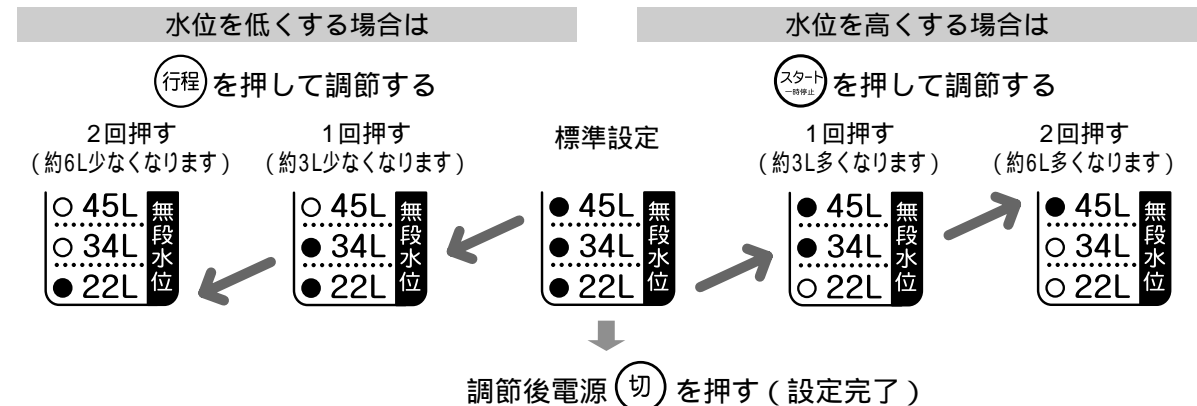 水位を低くする場合は
水位を高くする場合は
行程を押して調節する
スタート一時停止を押して調節する
2回押す
(約6L少なくなります)
1回押す
(約3L少なくなります)
標準設定
1回押す
(約3L多くなります)
2回押す
(約6L多くなります)
○ 45L
○ 34L
● 22L
無段水位
○ 45L
● 34L
● 22L
無段水位
● 45L
● 34L
● 22L
無段水位
● 45L
● 34L
○ 22L
無段水位
● 45L
○ 34L
○ 22L
無段水位
調節後電源 切 を押す(設定完了)